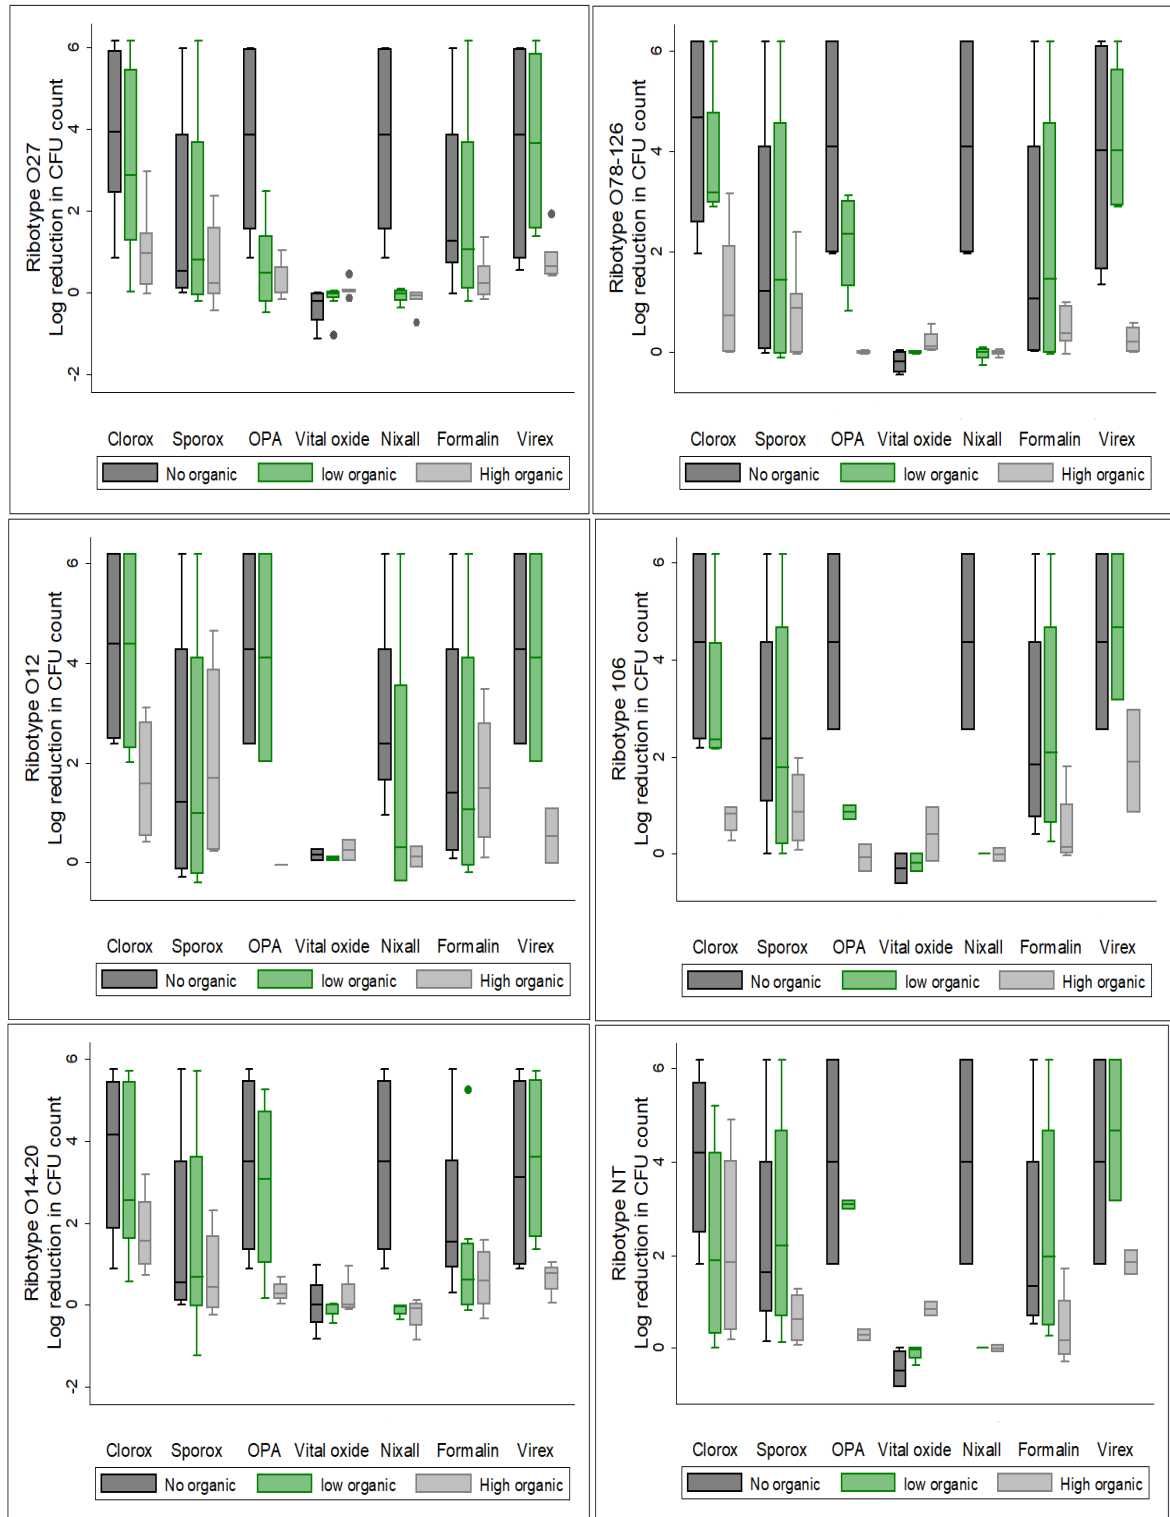 Ribotype O27
Log reduction in CFU count
6
4
2
0
-2
Clorox Sporox OPA Vital oxide Nixall Formalin Virex
No organic low organic High organic
Ribotype O78-126
Log reduction in CFU count
6
4
2
0
Clorox Sporox OPA Vital oxide Nixall Formalin Virex
No organic low organic High organic
Ribotype O12
Log reduction in CFU count
6
4
2
0
Clorox Sporox OPA Vital oxide Nixall Formalin Virex
No organic low organic High organic
Ribotype 106
Log reduction in CFU count
6
4
2
0
Clorox Sporox OPA Vital oxide Nixall Formalin Virex
No organic low organic High organic
Ribotype O14-20
Log reduction in CFU count
6
4
2
0
-2
Clorox Sporox OPA Vital oxide Nixall Formalin Virex
No organic low organic High organic
Ribotype NT
Log reduction in CFU count
6
4
2
0
Clorox Sporox OPA Vital oxide Nixall Formalin Virex
No organic low organic High organic